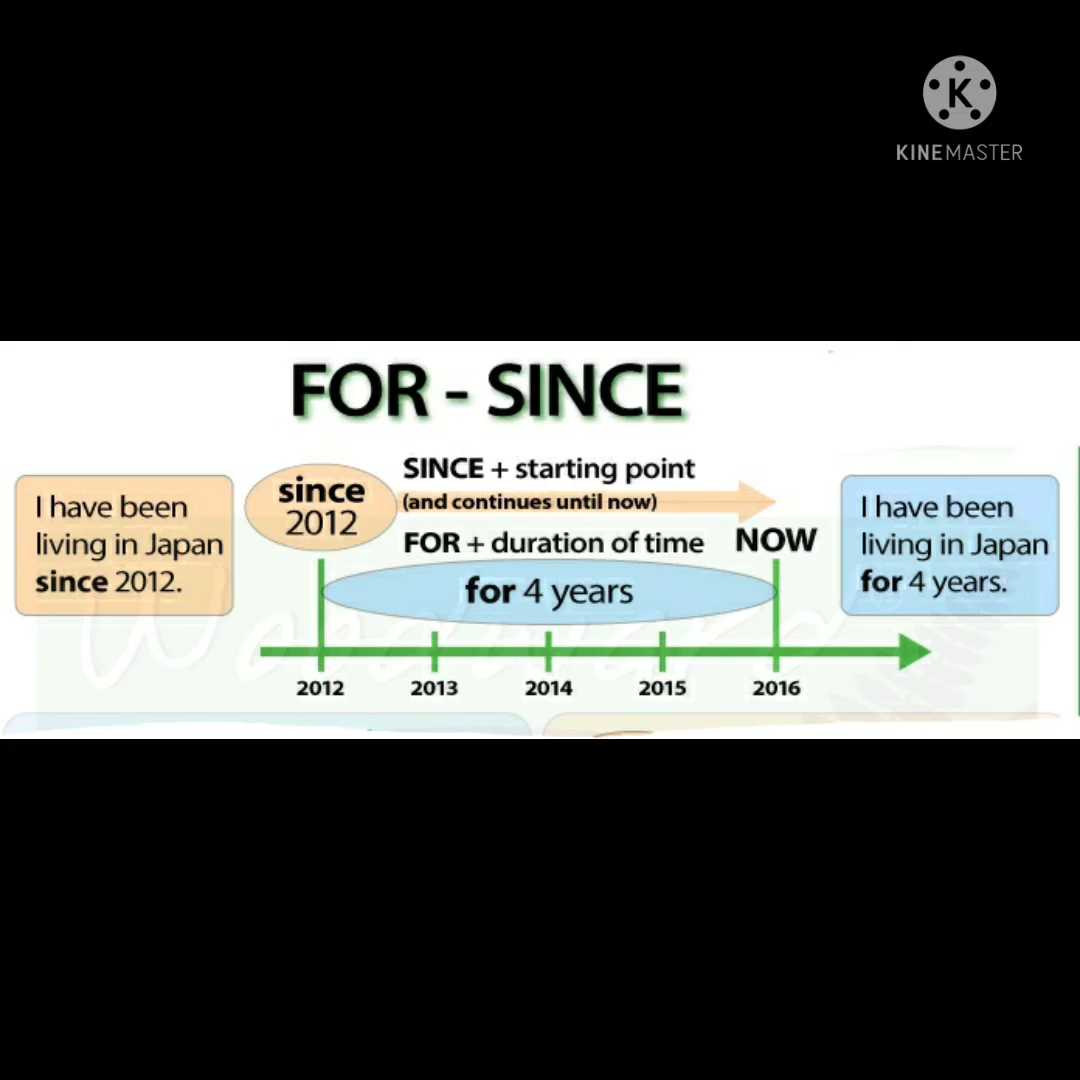 KINEMASTER
FOR - SINCE
I have been
living in Japan
since 2012.
since
2012
SINCE + starting point
(and continues until now)
FOR + duration of time
NOW
for 4 years
2012 2013 2014 2015 2016
I have been
living in Japan
for 4 years.
Woodward